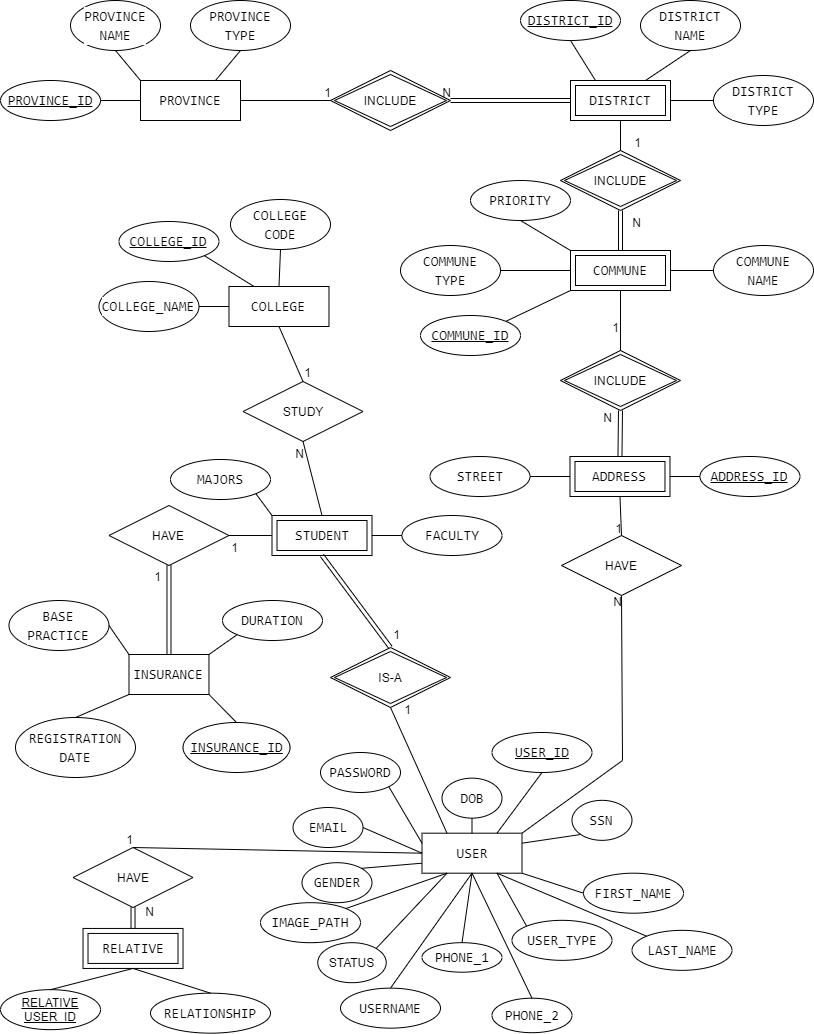 PROVINCE
NAME
PROVINCE
TYPE
DISTRICT_ID
DISTRICT
NAME
PROVINCE_ID
PROVINCE
1
INCLUDE
N
DISTRICT
DISTRICT
TYPE
1
INCLUDE
N
PRIORITY
COLLEGE
CODE
COLLEGE_ID
COMMUNE
TYPE
COMMUNE
COMMUNE
NAME
COLLEGE_NAME
COLLEGE
COMMUNE_ID
1
1
INCLUDE
N
STUDY
N
MAJORS
STREET
ADDRESS
ADDRESS_ID
HAVE
1
STUDENT
FACULTY
1
HAVE
N
1
BASE
PRACTICE
DURATION
1
INSURANCE
IS-A
1
REGISTRATION
DATE
INSURANCE_ID
USER_ID
PASSWORD
DOB
EMAIL
SSN
1
USER
HAVE
GENDER
FIRST_NAME
N
IMAGE_PATH
RELATIVE
USER_TYPE
LAST_NAME
STATUS
PHONE_1
RELATIVE
USER_ID
RELATIONSHIP
USERNAME
PHONE_2